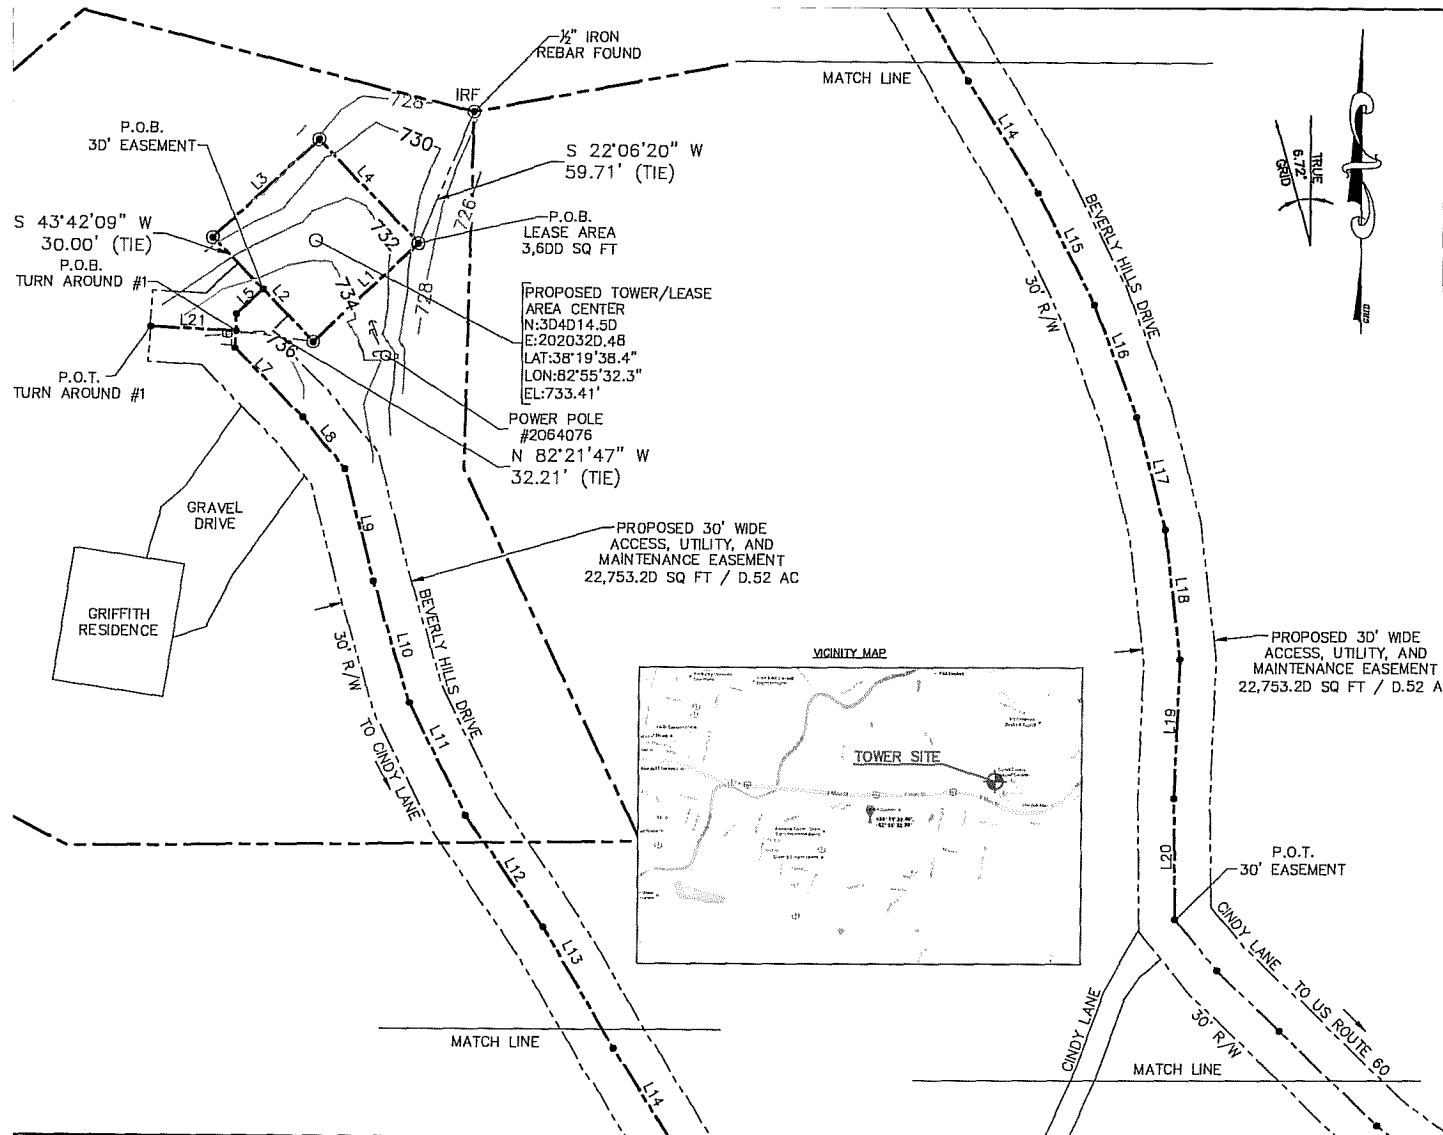 ½" IRON
REBAR FOUND
IRF
728
730
P.O.B.
3D' EASEMENT
S 22°06'20" W
59.71' (TIE)
726
L3
L4
S 43°42'09" W
30.00' (TIE)
P.O.B.
LEASE AREA
3,6DD SQ FT
732
P.O.B.
TURN AROUND #1
L1
L2
734
728
L5
L21
L6
736
PROPOSED TOWER/LEASE
AREA CENTER
N:3D4D14.5D
E:202032D.48
LAT:38°19'38.4"
LON:82°55'32.3"
EL:733.41'
P.O.T.
TURN AROUND #1
L7
L8
POWER POLE
#2064076
N 82°21'47" W
32.21' (TIE)
GRAVEL
DRIVE
L9
PROPOSED 30' WIDE
ACCESS, UTILITY, AND
MAINTENANCE EASEMENT
22,753.2D SQ FT / D.52 AC
GRIFFITH
RESIDENCE
BEVERLY HILLS DRIVE
30' R/W
L10
TO CINDY LANE
L11
L12
L13
MATCH LINE
L14
VICINITY MAP
TOWER SITE
MATCH LINE
L14
BEVERLY HILLS DRIVE
L15
30' R/W
L16
L17
L18
PROPOSED 3D' WIDE
ACCESS, UTILITY, AND
MAINTENANCE EASEMENT
22,753.2D SQ FT / D.52 A
L19
L20
P.O.T.
30' EASEMENT
CINDY LANE
TO US ROUTE 60
30' R/W
CINDY LANE
MATCH LINE
TRUE
6.72°
GRID
GRID